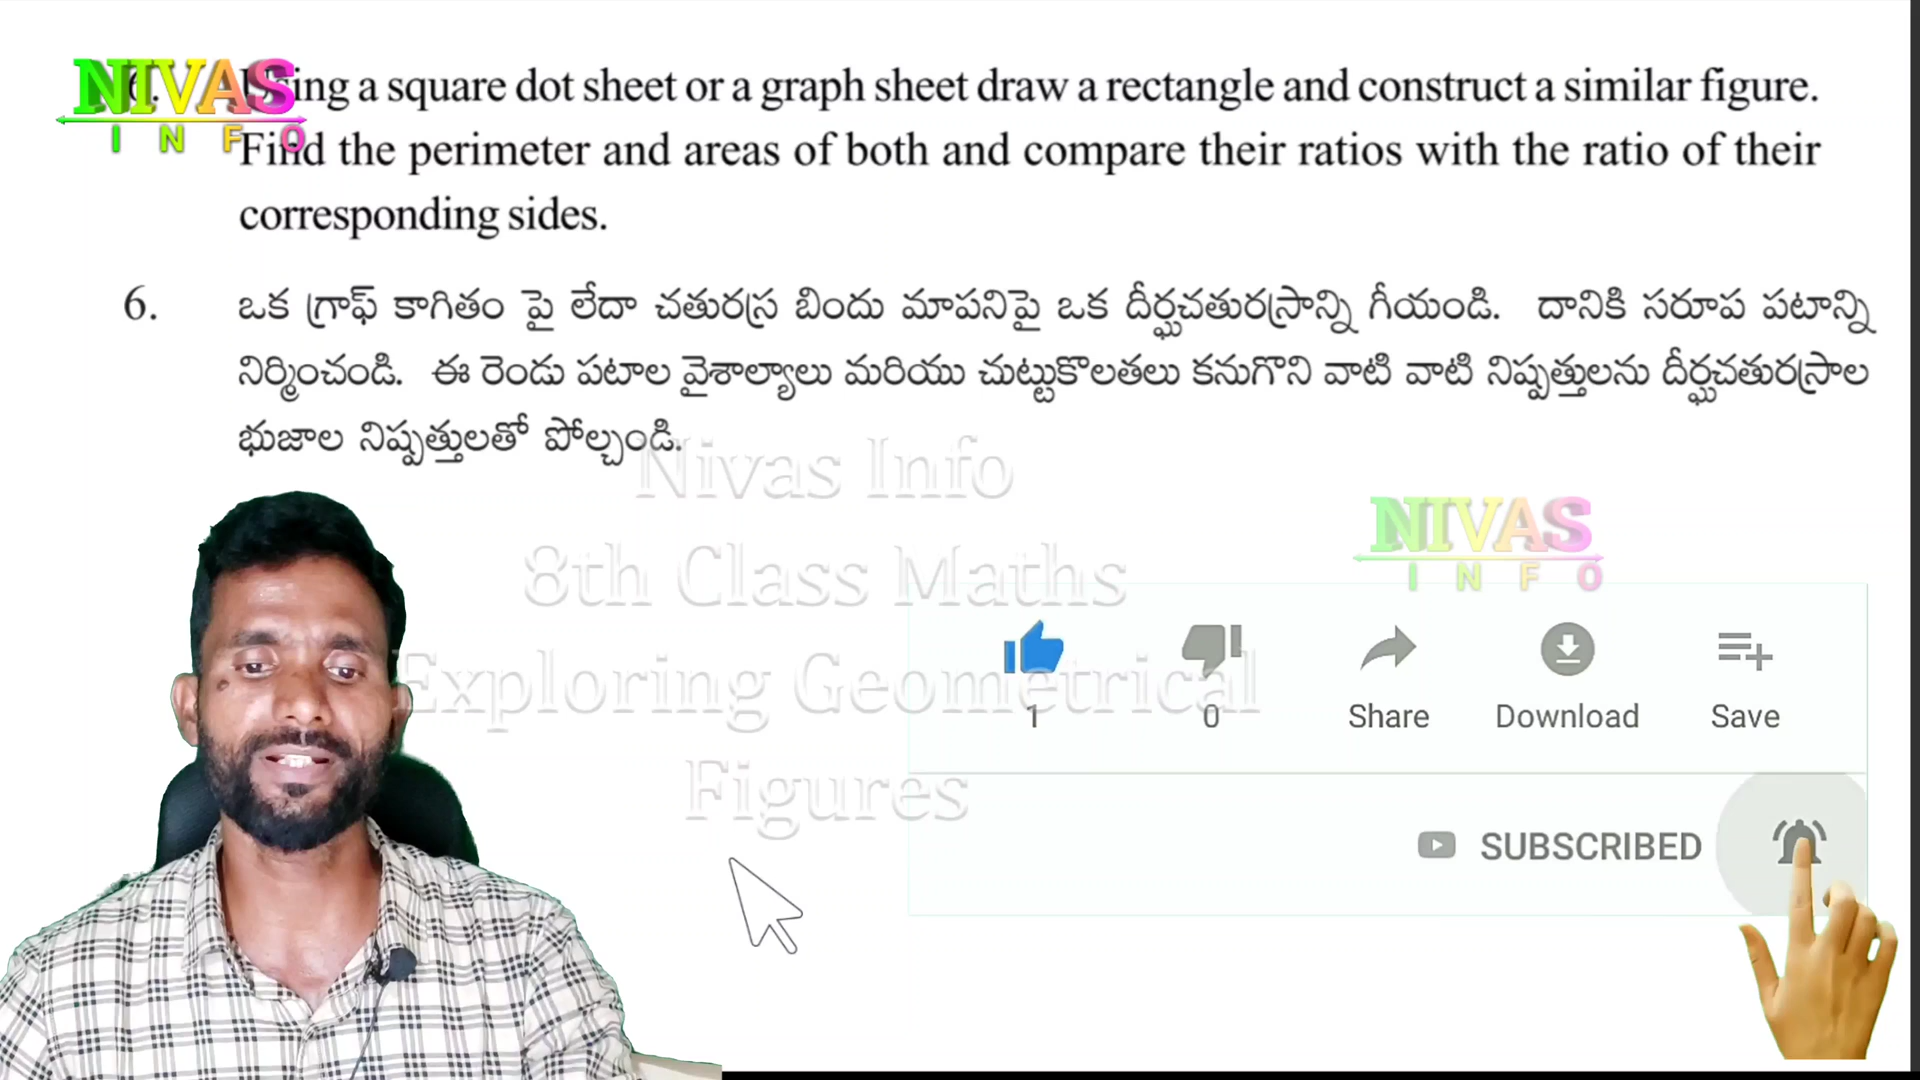 NIVAS
INFO
6. Using a square dot sheet or a graph sheet draw a rectangle and construct a similar figure.
Find the perimeter and areas of both and compare their ratios with the ratio of their
corresponding sides.
6. ఒక గ్రాఫ్ కాగితం పై లేదా చతురస్ర బిందు మాపనిపై ఒక దీర్ఘచతురస్రాన్ని గీయండి. దానికి సరూప పటాన్ని
నిర్మించండి. ఈ రెండు పటాల వైశాల్యాలు మరియు చుట్టుకొలతలు కనుగొని వాటి వాటి నిష్పత్తులను దీర్ఘచతురస్రాల
భుజాల నిష్పత్తులతో పోల్చండి.
Nivas Info
8th Class Maths
Exploring Geometrical
Figures
NIVAS
INFO
1 0 Share Download Save
SUBSCRIBED